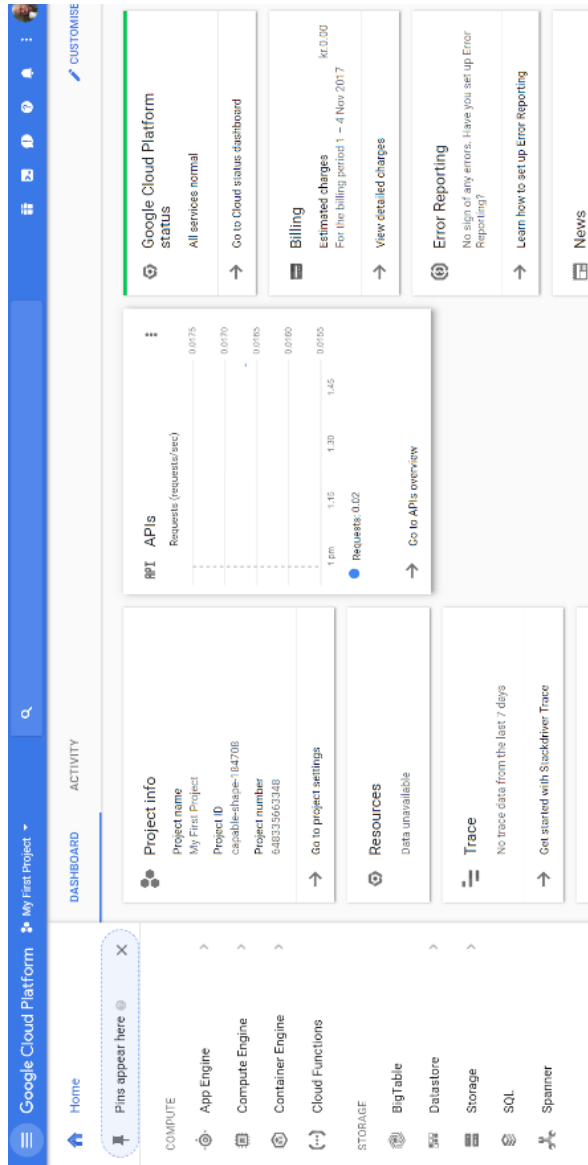 Google Cloud Platform
My First Project
Home
DASHBOARD
ACTIVITY
CUSTOMISE
Pins appear here
COMPUTE
App Engine
Compute Engine
Container Engine
Cloud Functions
STORAGE
BigTable
Datastore
Storage
SQL
Spanner
Project info
Project name
My First Project
Project ID
capable-shape-184708
Project number
648335663348
Go to project settings
Resources
Data unavailable
Trace
No trace data from the last 7 days
Get started with Stackdriver Trace
API APIs
Requests (requests/sec)
0.0175
0.0170
0.0165
0.0160
0.0155
1 pm 1.15 1.30 1.45
Requests: 0.02
Go to APIs overview
Google Cloud Platform
status
All services normal
Go to Cloud status dashboard
Billing
Estimated charges kr.0.00
For the billing period 1 – 4 Nov 2017
View detailed charges
Error Reporting
No sign of any errors. Have you set up Error
Reporting?
Learn how to set up Error Reporting
News